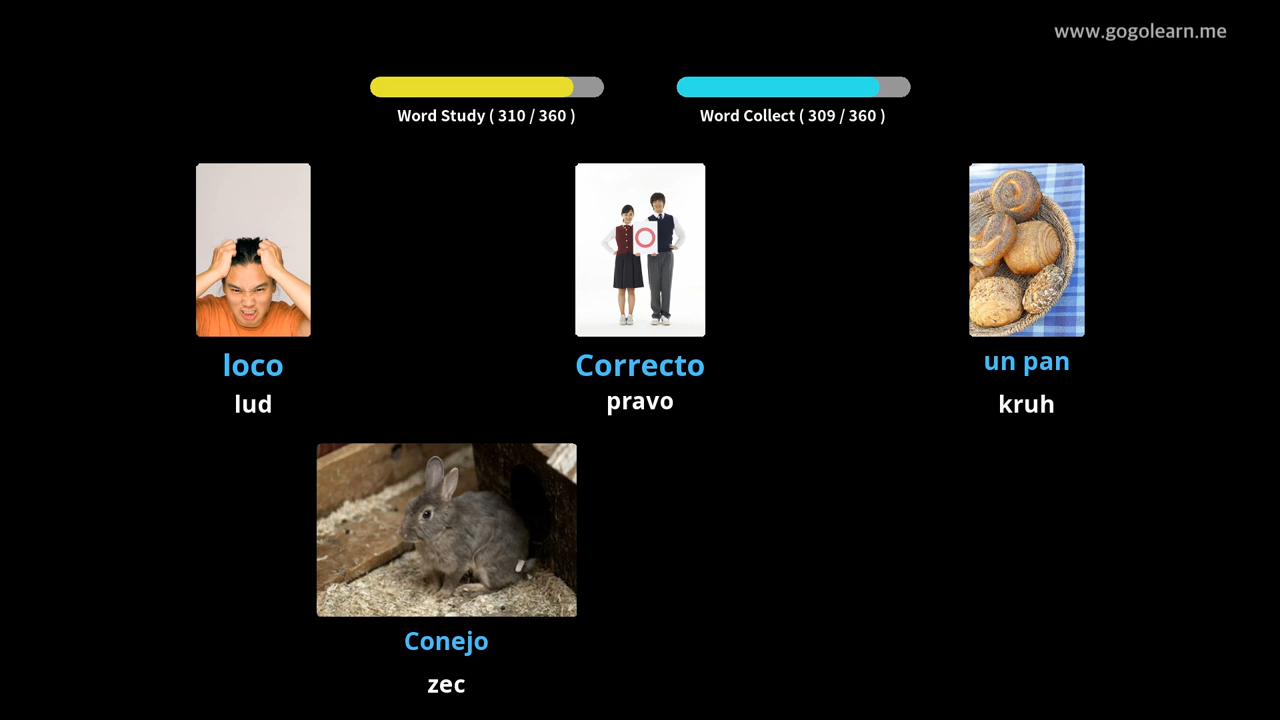 www.gogolearn.me
Word Study ( 310 / 360 )
Word Collect ( 309 / 360 )
loco
lud
Correcto
pravo
un pan
kruh
Conejo
zec